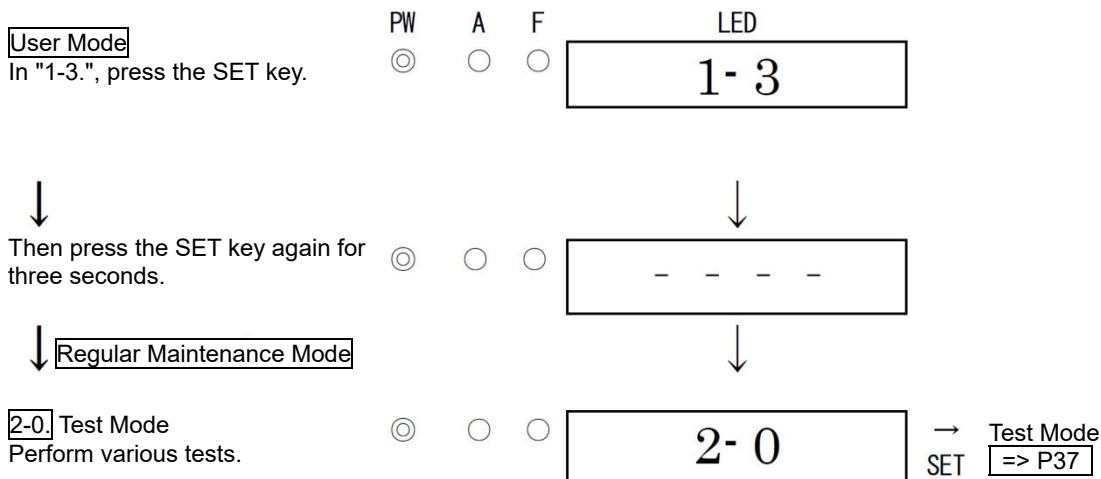 PW A F LED
User Mode
In "1-3.", press the SET key.
◎ ○ ○ 1- 3
↓ ↓
Then press the SET key again for
three seconds.
◎ ○ ○ - - - -
↓ Regular Maintenance Mode ↓
2-0. Test Mode
Perform various tests.
◎ ○ ○ 2- 0
→ Test Mode
SET => P37